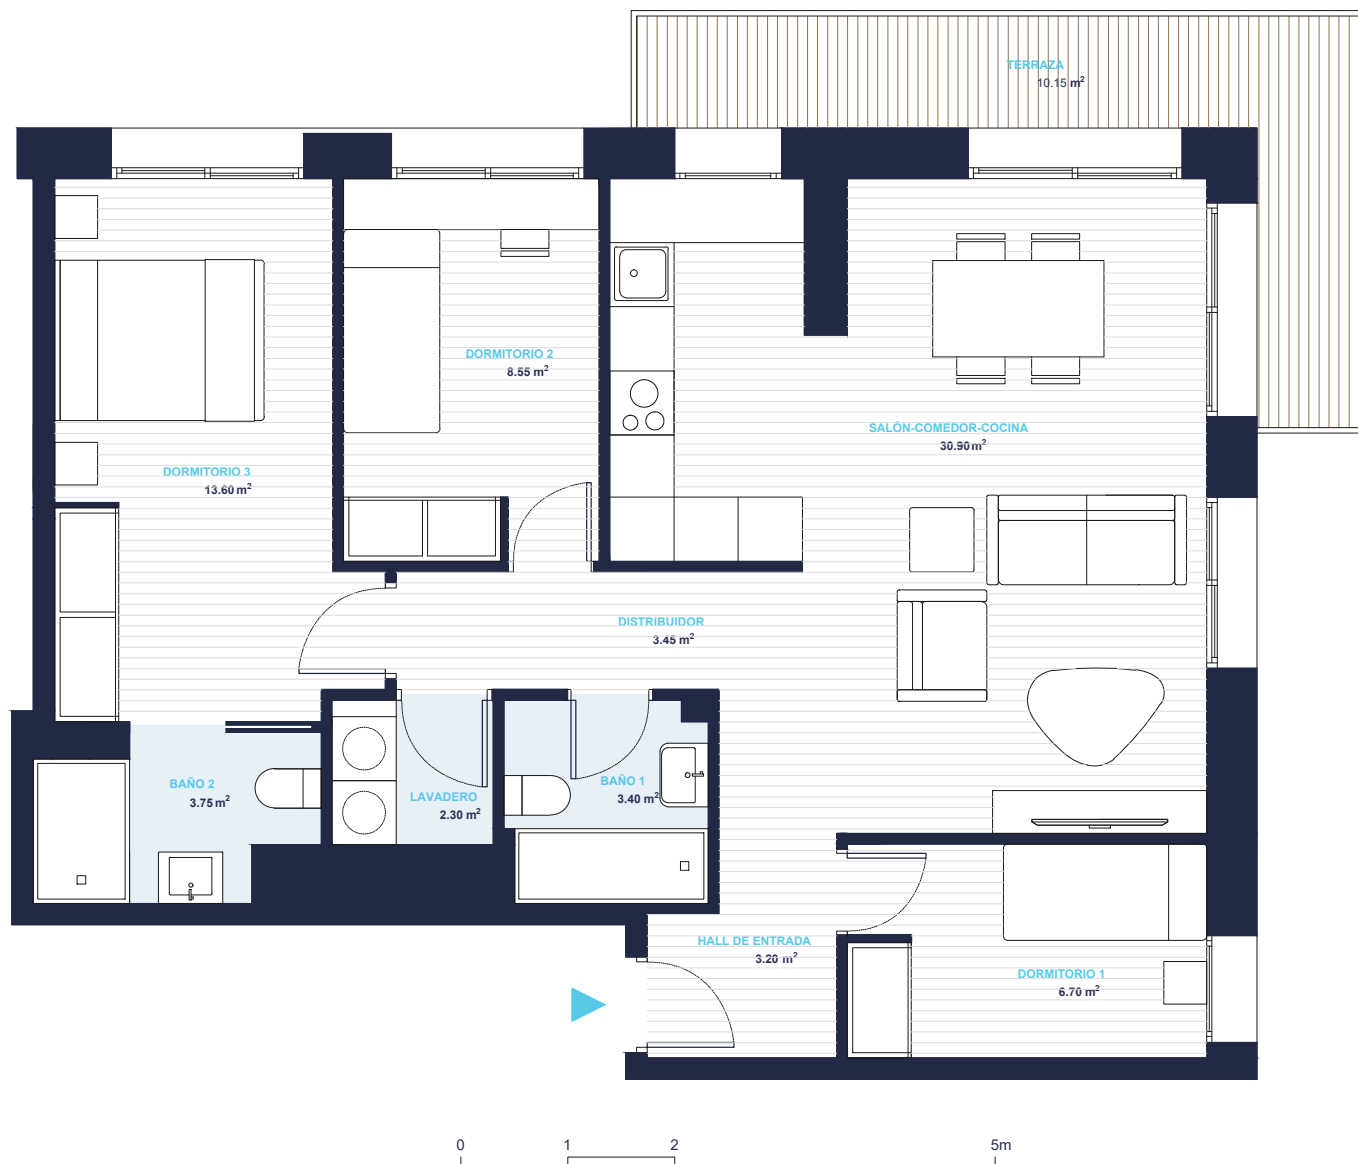 TERRAZA
10.15 m²
DORMITORIO 2
8.55 m²
SALÓN-COMEDOR-COCINA
30.90 m²
DORMITORIO 3
13.60 m²
DISTRIBUIDOR
3.45 m²
BAÑO 2
3.75 m²
LAVADERO
2.30 m²
BAÑO 1
3.40 m²
HALL DE ENTRADA
3.20 m²
DORMITORIO 1
6.70 m²
0 1 2 5m